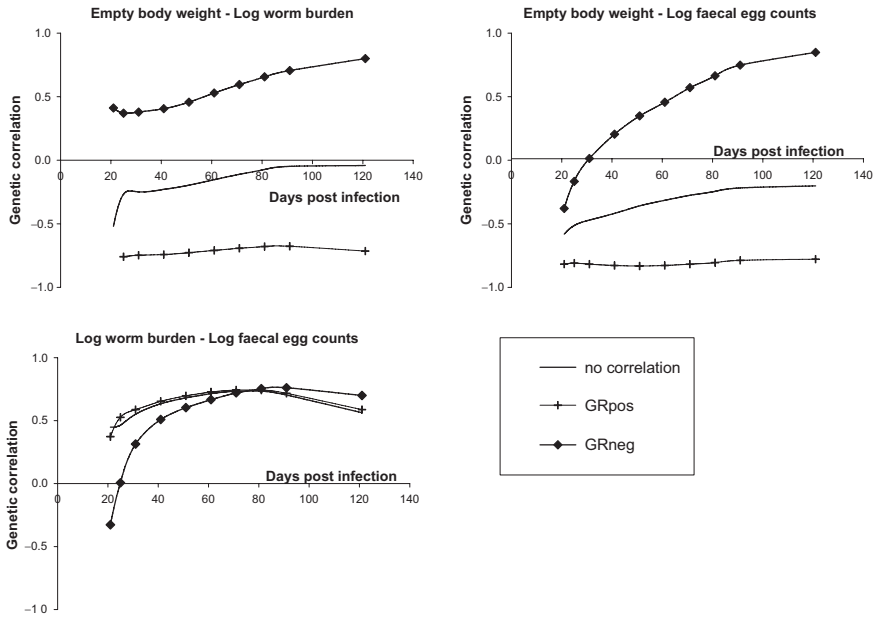 Empty body weight - Log worm burden
Genetic correlation
1.0
0.5
0.0
−0.5
−1.0
0 20 40 60 80 100 120 140
Days post infection
Empty body weight - Log faecal egg counts
Genetic correlation
1.0
0.5
0.0
−0.5
−1.0
0 20 40 60 80 100 120 140
Days post infection
Log worm burden - Log faecal egg counts
Genetic correlation
1.0
0.5
0.0
−0.5
−1 0
0 20 40 60 80 100 120 140
Days post infection
no correlation
GRpos
GRneg